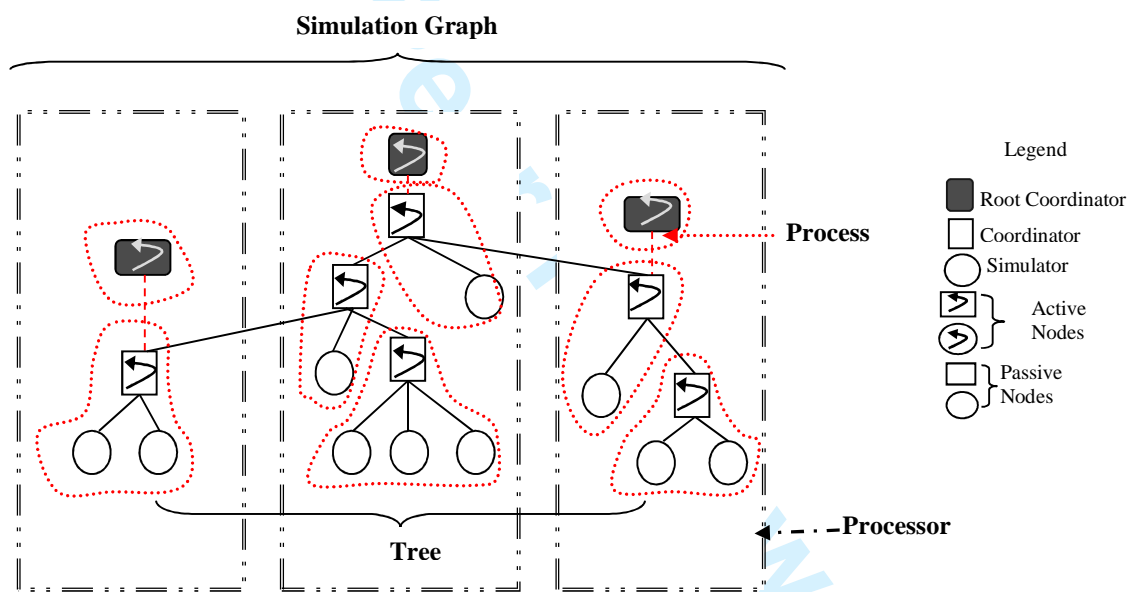 Simulation Graph
Legend
Root Coordinator
Coordinator
Simulator
Active
Nodes
Passive
Nodes
Process
Processor
Tree